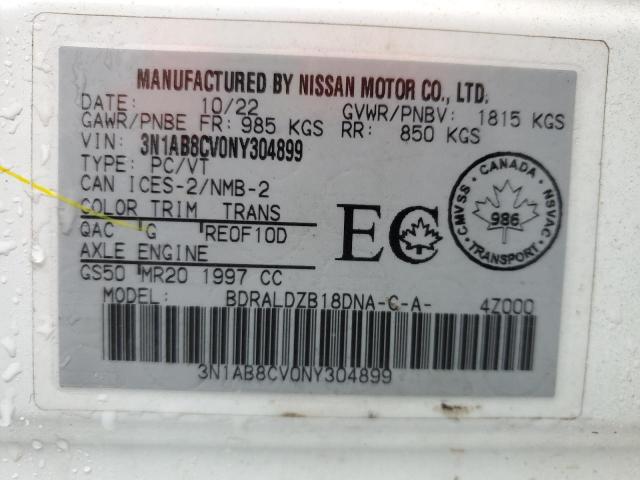 MANUFACTURED BY NISSAN MOTOR CO., LTD.
DATE: 10/22 GVWR/PNBV: 1815 KGS
GAWR/PNBE FR: 985 KGS RR: 850 KGS
VIN: 3N1AB8CV0NY304899
TYPE: PC/VT
CAN ICES-2/NMB-2
COLOR TRIM TRANS
QAC G RE0F10D
AXLE ENGINE
GS50 MR20 1997 CC
EC
CANADA
CMVSS NSVAC
986
TRANSPORT
MODEL: BDRALDZB18DNA-C-A- 4Z000
3N1AB8CV0NY304899